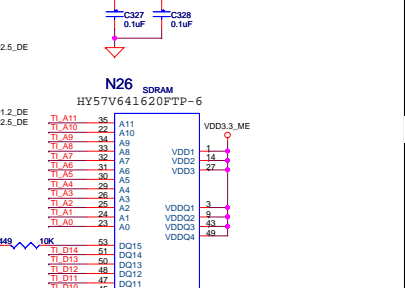 C327
0.1uF
C328
0.1uF
2.5_DE
N26
SDRAM
HY57V641620FTP-6
1.2_DE
2.5_DE
VDD3.3_ME
TI_A11 35 A11
TI_A10 22 A10
TI_A9 34 A9
TI_A8 33 A8
TI_A7 32 A7
TI_A6 31 A6
TI_A5 30 A5
TI_A4 29 A4
TI_A3 26 A3
TI_A2 25 A2
TI_A1 24 A1
TI_A0 23 A0
VDD1 1
VDD2 14
VDD3 27
VDDQ1 3
VDDQ2 9
VDDQ3 43
VDDQ4 49
449 10K 53 DQ15
TI_D14 51 DQ14
TI_D13 50 DQ13
TI_D12 48 DQ12
TI_D11 47 DQ11
TI_D10